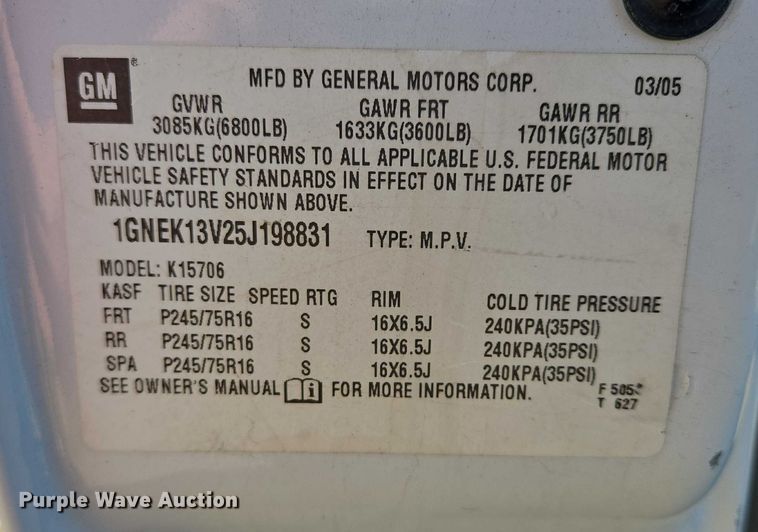 GM
®
MFD BY GENERAL MOTORS CORP. 03/05
GVWR GAWR FRT GAWR RR
3085KG(6800LB) 1633KG(3600LB) 1701KG(3750LB)
THIS VEHICLE CONFORMS TO ALL APPLICABLE U.S. FEDERAL MOTOR
VEHICLE SAFETY STANDARDS IN EFFECT ON THE DATE OF
MANUFACTURE SHOWN ABOVE.
1GNEK13V25J198831 TYPE: M.P.V.
MODEL: K15706
KASF TIRE SIZE SPEED RTG RIM COLD TIRE PRESSURE
FRT P245/75R16 S 16X6.5J 240KPA(35PSI)
RR P245/75R16 S 16X6.5J 240KPA(35PSI)
SPA P245/75R16 S 16X6.5J 240KPA(35PSI)
SEE OWNER'S MANUAL i FOR MORE INFORMATION.
F
T 627
Purple Wave Auction